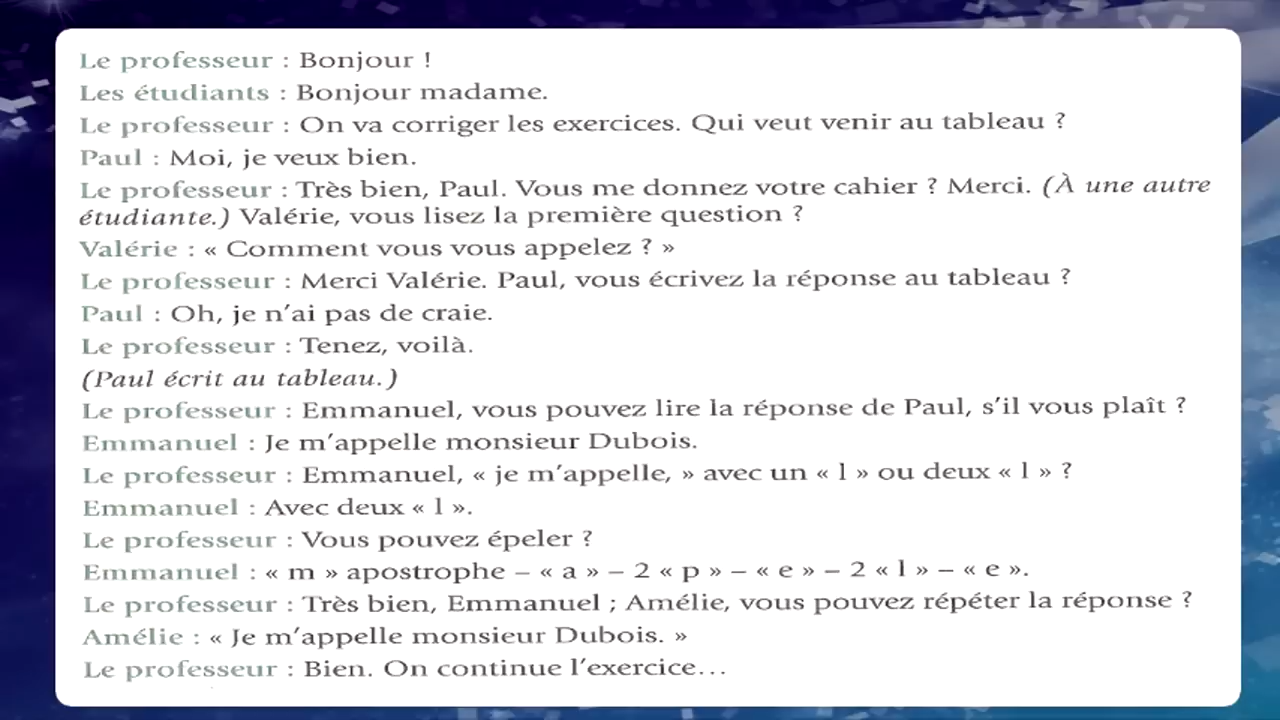 Le professeur : Bonjour !
Les étudiants : Bonjour madame.
Le professeur : On va corriger les exercices. Qui veut venir au tableau ?
Paul : Moi, je veux bien.
Le professeur : Très bien, Paul. Vous me donnez votre cahier ? Merci. (À une autre
étudiante.) Valérie, vous lisez la première question ?
Valérie : « Comment vous vous appelez ? »
Le professeur : Merci Valérie. Paul, vous écrivez la réponse au tableau ?
Paul : Oh, je n'ai pas de craie.
Le professeur : Tenez, voilà.
(Paul écrit au tableau.)
Le professeur : Emmanuel, vous pouvez lire la réponse de Paul, s'il vous plaît ?
Emmanuel : Je m'appelle monsieur Dubois.
Le professeur : Emmanuel, « je m'appelle, » avec un « l » ou deux « l » ?
Emmanuel : Avec deux « l ».
Le professeur : Vous pouvez épeler ?
Emmanuel : « m » apostrophe – « a » – 2 « p » – « e » – 2 « l » – « e ».
Le professeur : Très bien, Emmanuel ; Amélie, vous pouvez répéter la réponse ?
Amélie : « Je m'appelle monsieur Dubois. »
Le professeur : Bien. On continue l'exercice...